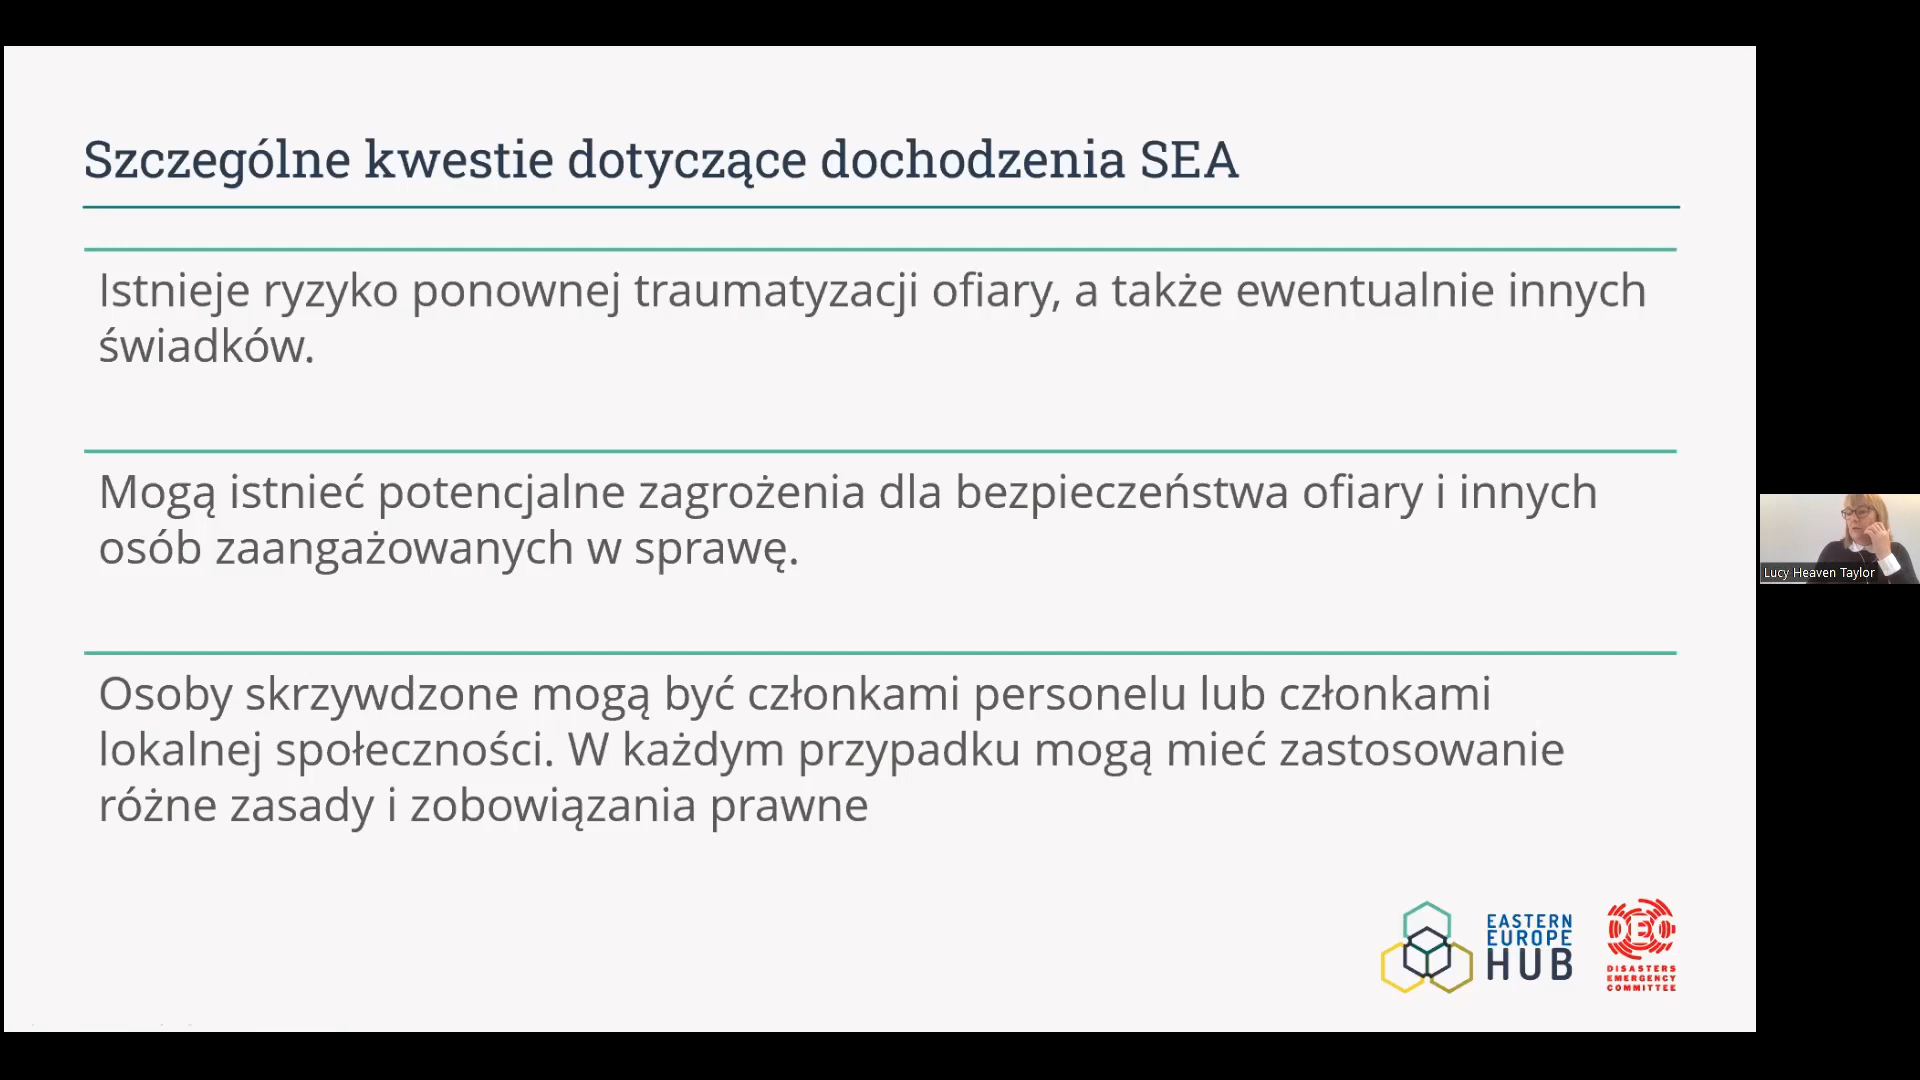 Szczególne kwestie dotyczące dochodzenia SEA
Istnieje ryzyko ponownej traumatyzacji ofiary, a także ewentualnie innych
świadków.
Mogą istnieć potencjalne zagrożenia dla bezpieczeństwa ofiary i innych
osób zaangażowanych w sprawę.
Osoby skrzywdzone mogą być członkami personelu lub członkami
lokalnej społeczności. W każdym przypadku mogą mieć zastosowanie
różne zasady i zobowiązania prawne
Lucy Heaven Taylor
EASTERN
EUROPE
HUB
DEC
DISASTERS
EMERGENCY
COMMITTEE